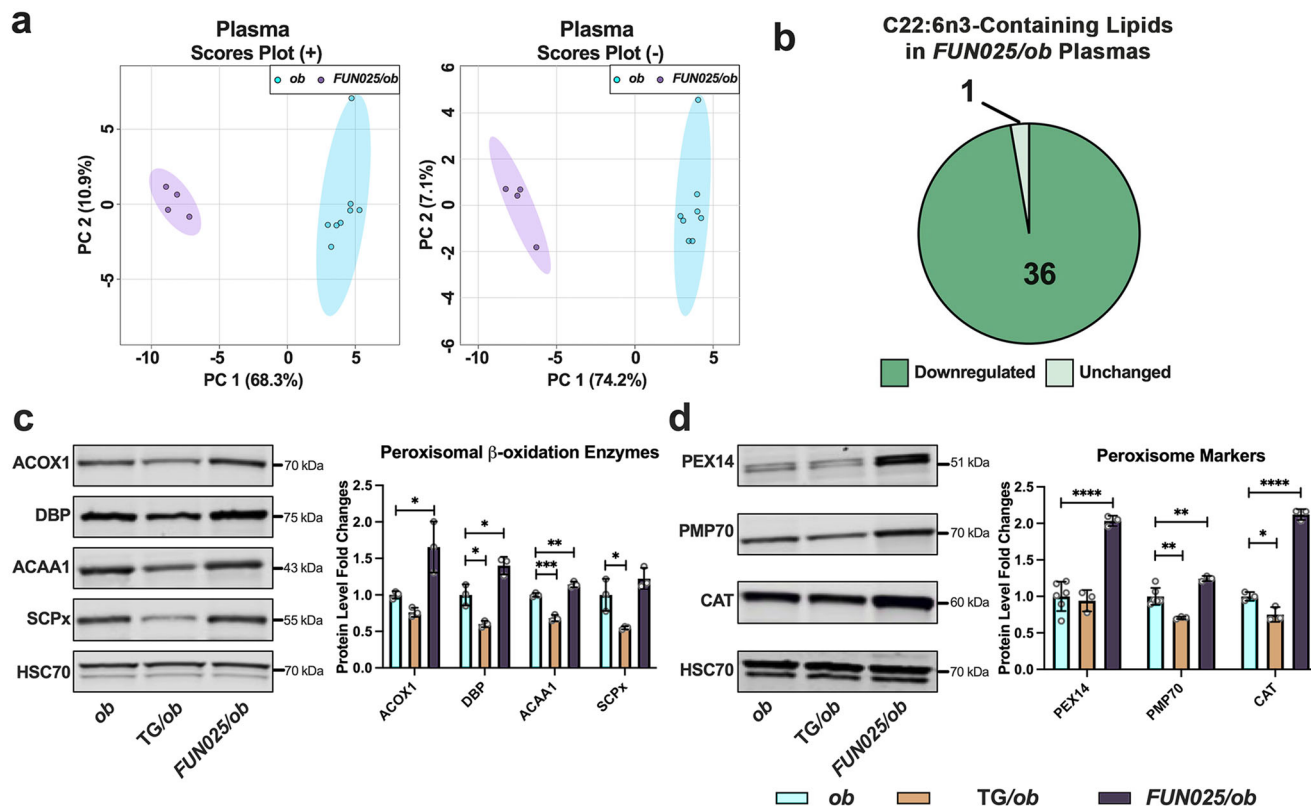 a
Plasma
Scores Plot (+)
ob
FUN025/ob
5
0
-5
PC 2 (10.9%)
-10
-5
0
5
PC 1 (68.3%)
Plasma
Scores Plot (-)
ob
FUN025/ob
6
4
2
0
-2
-4
-6
PC 2 (7.1%)
-10
-5
0
5
PC 1 (74.2%)
b
C22:6n3-Containing Lipids
in FUN025/ob Plasmas
1
36
Downregulated
Unchanged
c
ACOX1
70 kDa
DBP
75 kDa
ACAA1
43 kDa
SCPx
55 kDa
HSC70
70 kDa
ob
TG/ob
FUN025/ob
Peroxisomal β-oxidation Enzymes
Protein Level Fold Changes
2.5
2.0
1.5
1.0
0.5
0.0
*
*
*
**
***
*
ACOX1
DBP
ACAA1
SCPx
d
PEX14
51 kDa
PMP70
70 kDa
CAT
60 kDa
HSC70
70 kDa
ob
TG/ob
FUN025/ob
Peroxisome Markers
Protein Level Fold Changes
2.5
2.0
1.5
1.0
0.5
0.0
****
**
**
****
*
PEX14
PMP70
CAT
ob
TG/ob
FUN025/ob